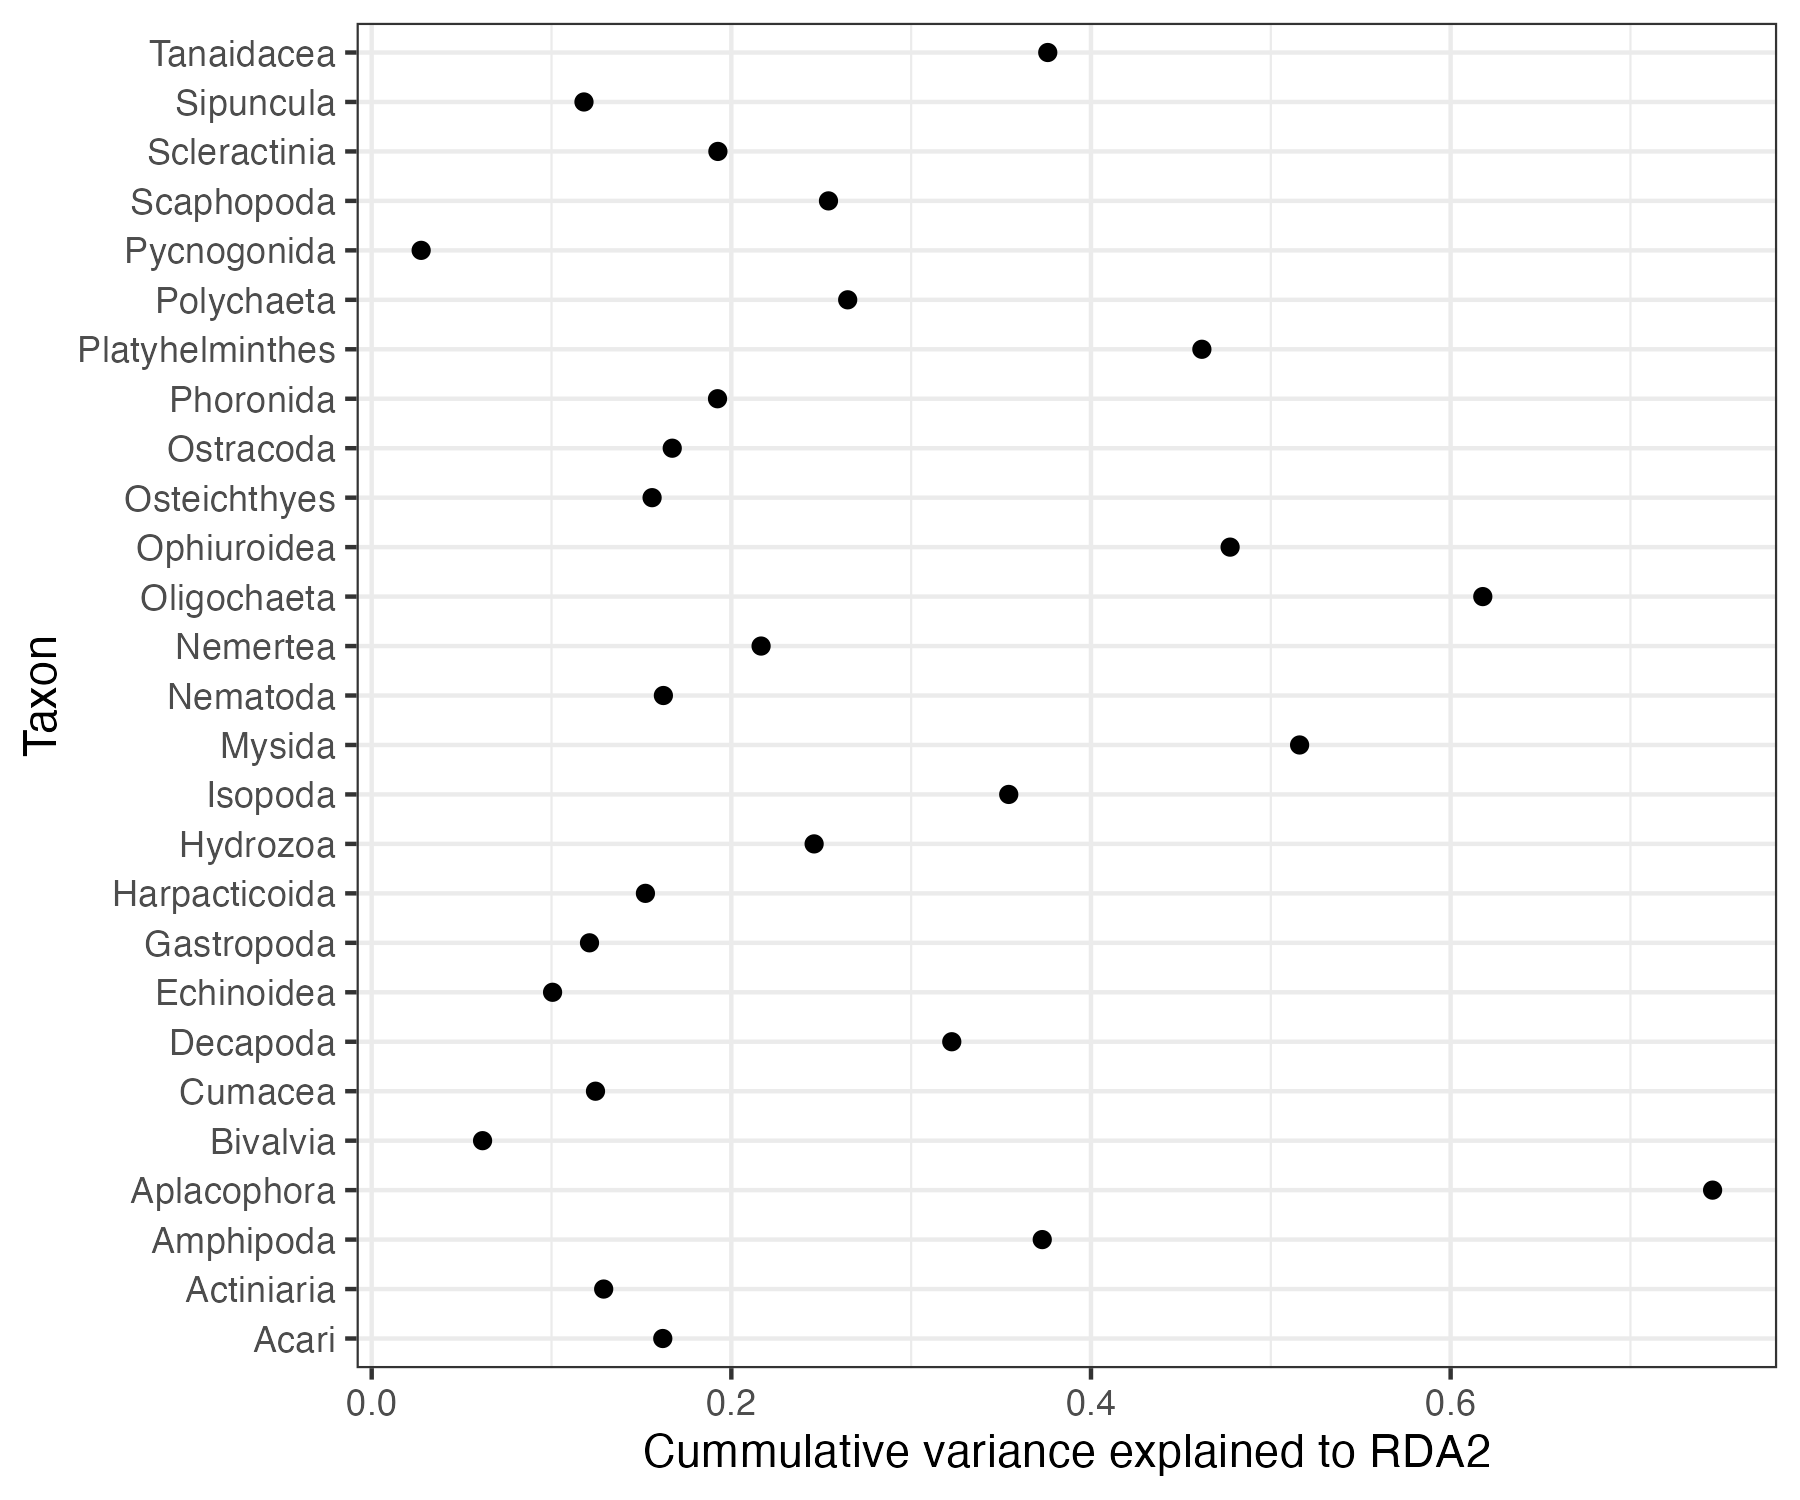 Tanaidacea
Sipuncula
Scleractinia
Scaphopoda
Pycnogonida
Polychaeta
Platyhelminthes
Phoronida
Ostracoda
Osteichthyes
Ophiuroidea
Oligochaeta
Nemertea
Nematoda
Mysida
Isopoda
Hydrozoa
Harpacticoida
Gastropoda
Echinoidea
Decapoda
Cumacea
Bivalvia
Aplacophora
Amphipoda
Actiniaria
Acari
Taxon
0.0 0.2 0.4 0.6
Cummulative variance explained to RDA2